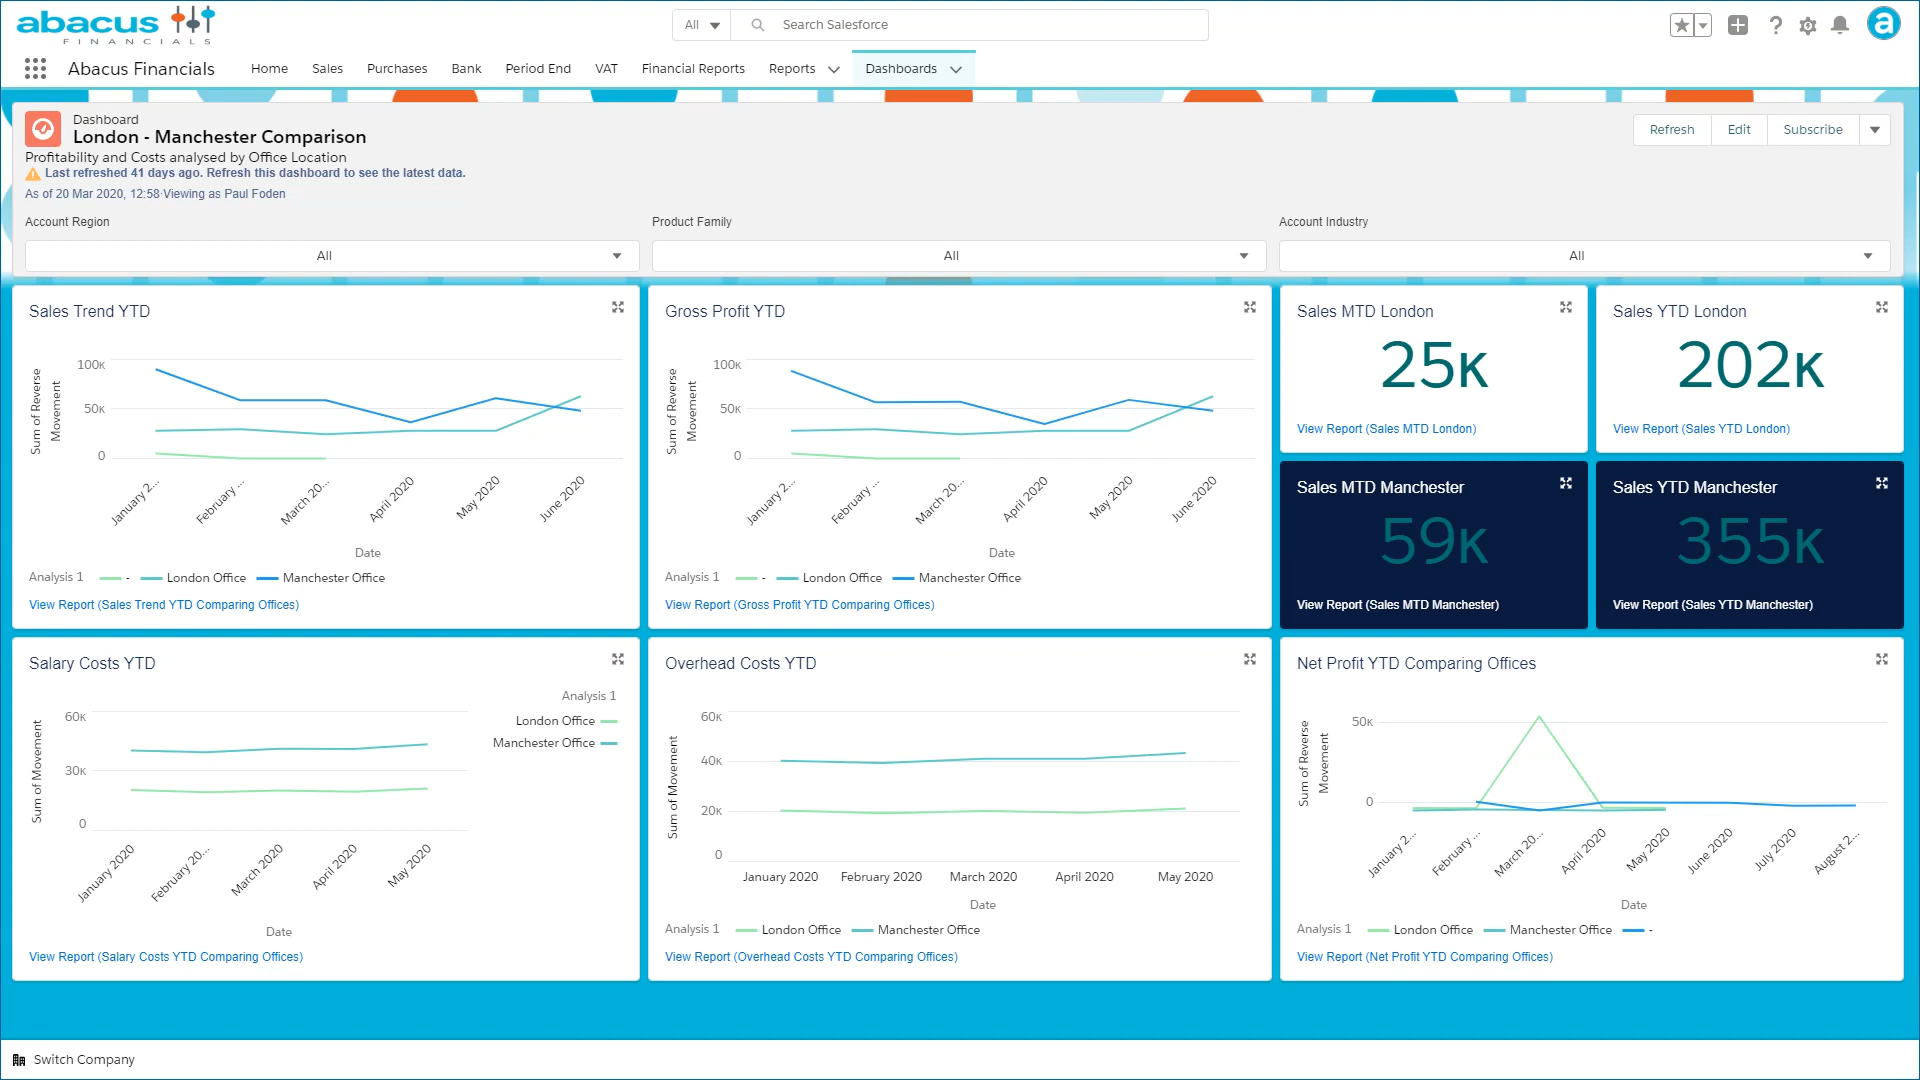 abacus
FINANCIALS
All
Search Salesforce
Abacus Financials
Home
Sales
Purchases
Bank
Period End
VAT
Financial Reports
Reports
Dashboards
Dashboard
London - Manchester Comparison
Profitability and Costs analysed by Office Location
Last refreshed 41 days ago. Refresh this dashboard to see the latest data.
As of 20 Mar 2020, 12:58·Viewing as Paul Foden
Refresh
Edit
Subscribe
Account Region
All
Product Family
All
Account Industry
All
Sales Trend YTD
Sum of Reverse
Movement
100K
50K
0
January 2...
February ...
March 20...
April 2020
May 2020
June 2020
Date
Analysis 1 - London Office Manchester Office
View Report (Sales Trend YTD Comparing Offices)
Gross Profit YTD
Sum of Reverse
Movement
100K
50K
0
January 2...
February ...
March 20...
April 2020
May 2020
June 2020
Date
Analysis 1 - London Office Manchester Office
View Report (Gross Profit YTD Comparing Offices)
Sales MTD London
25K
View Report (Sales MTD London)
Sales YTD London
202K
View Report (Sales YTD London)
Sales MTD Manchester
59K
View Report (Sales MTD Manchester)
Sales YTD Manchester
355K
View Report (Sales YTD Manchester)
Salary Costs YTD
Analysis 1
London Office
Manchester Office
Sum of Movement
60K
30K
0
January 2020
February 20...
March 2020
April 2020
May 2020
Date
View Report (Salary Costs YTD Comparing Offices)
Overhead Costs YTD
Sum of Movement
60K
40K
20K
0
January 2020
February 2020
March 2020
April 2020
May 2020
Date
Analysis 1 London Office Manchester Office
View Report (Overhead Costs YTD Comparing Offices)
Net Profit YTD Comparing Offices
Sum of Reverse
Movement
50K
0
January 2...
February ...
March 20...
April 2020
May 2020
June 2020
July 2020
August 2...
Date
Analysis 1 London Office Manchester Office -
View Report (Net Profit YTD Comparing Offices)
Switch Company